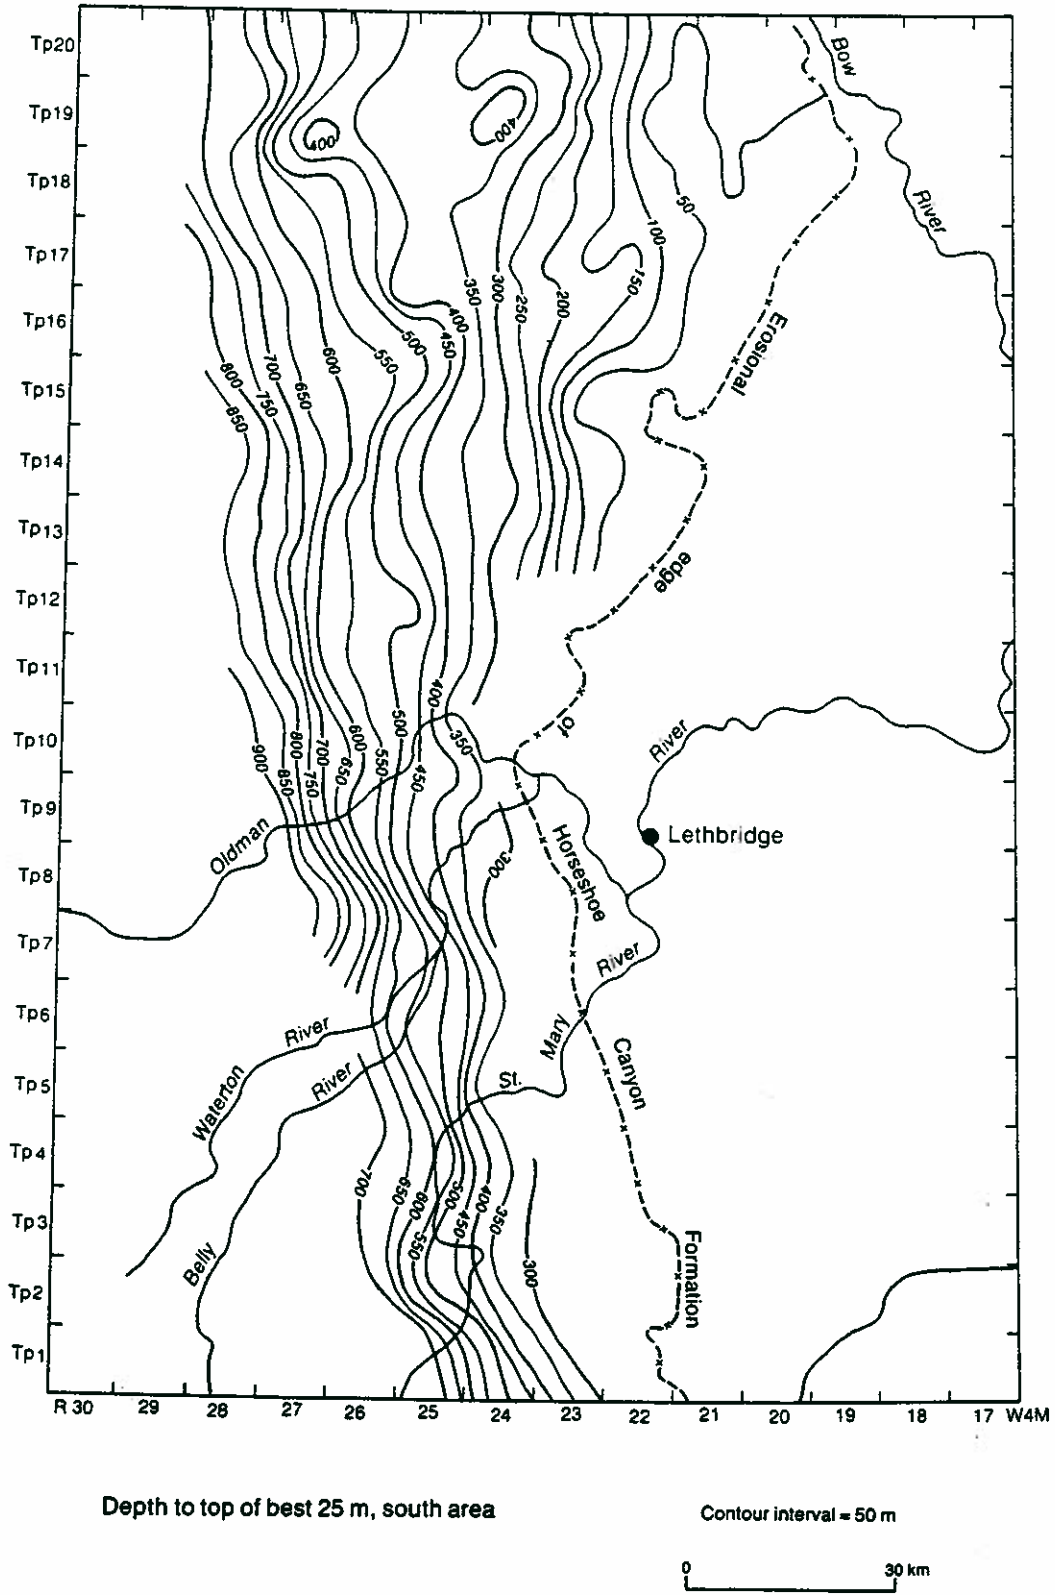 Tp20
Tp19
Tp18
Tp17
Tp16
Tp15
Tp14
Tp13
Tp12
Tp11
Tp10
Tp9
Tp8
Tp7
Tp6
Tp5
Tp4
Tp3
Tp2
Tp1
Bow
River
400
400
50
100
150
350
300
250
200
400
450
500
550
600
650
700
750
800
850
Erosional
edge
of
Horseshoe
Canyon
Formation
400
350
500
450
550
600
650
700
750
800
850
900
300
River
Lethbridge
Oldman
River
Mary
St.
River
Waterton
River
Belly
700
650
600
550
500
450
400
350
300
R 30 29 28 27 26 25 24 23 22 21 20 19 18 17 W4M
Depth to top of best 25 m, south area
Contour interval = 50 m
0 30 km